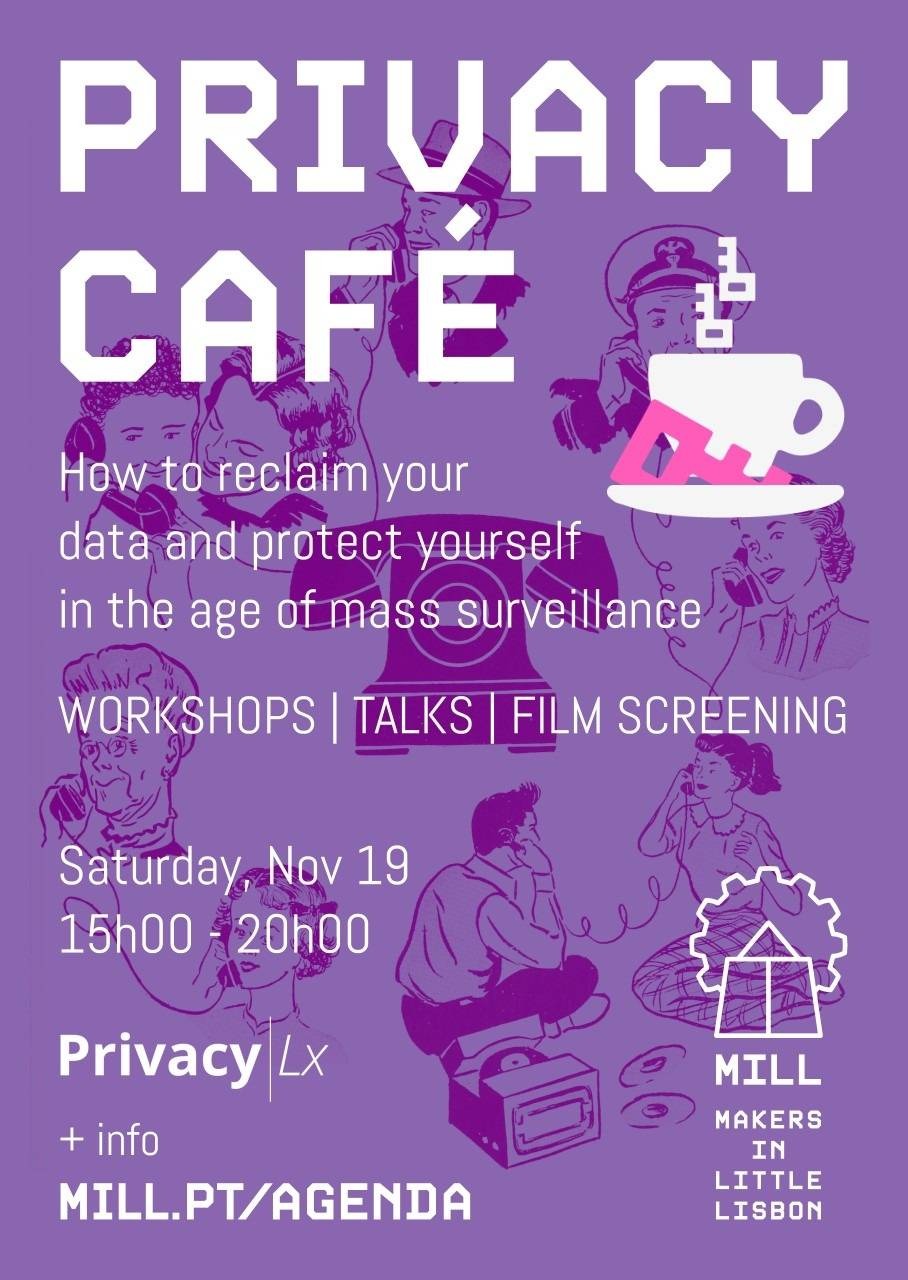 PRIVACY
CAFÉ
How to reclaim your
data and protect yourself
in the age of mass surveillance
WORKSHOPS | TALKS | FILM SCREENING
Saturday, Nov 19
15h00 - 20h00
Privacy|Lx
+ info
MILL.PT/AGENDA
MILL
MAKERS
IN
LITTLE
LISBON